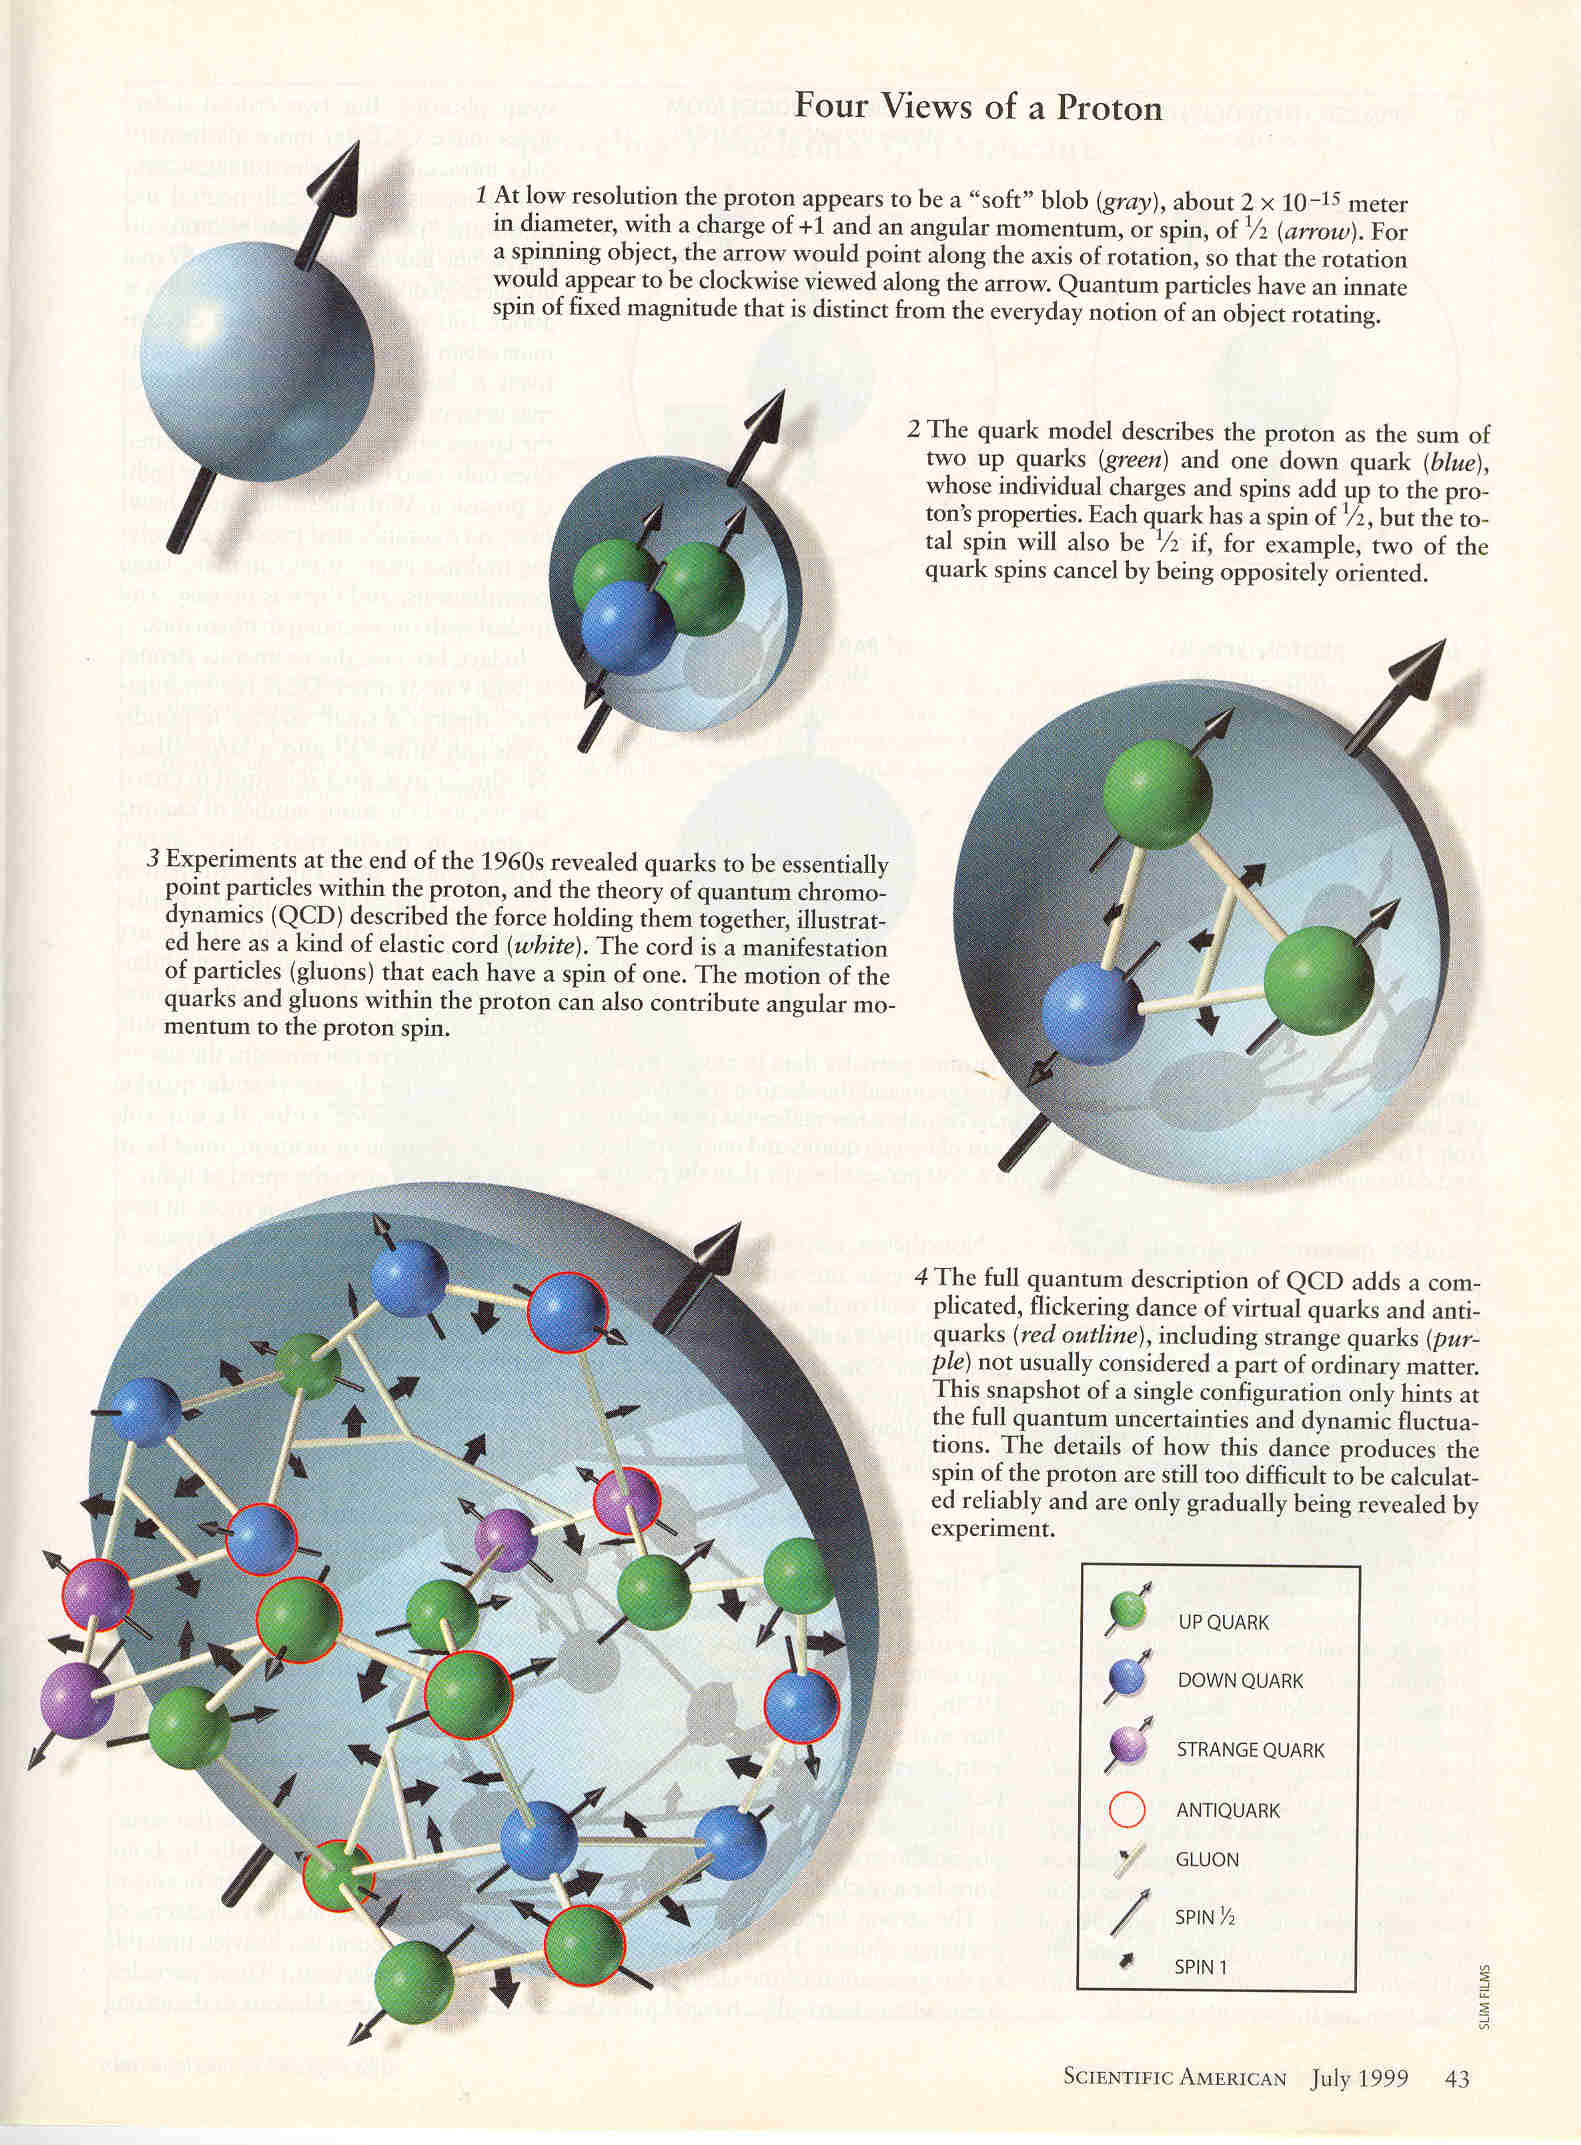 Four Views of a Proton
1 At low resolution the proton appears to be a “soft” blob (gray), about 2 × 10⁻¹⁵ meter
in diameter, with a charge of +1 and an angular momentum, or spin, of ½ (arrow). For
a spinning object, the arrow would point along the axis of rotation, so that the rotation
would appear to be clockwise viewed along the arrow. Quantum particles have an innate
spin of fixed magnitude that is distinct from the everyday notion of an object rotating.
2 The quark model describes the proton as the sum of
two up quarks (green) and one down quark (blue),
whose individual charges and spins add up to the pro-
ton’s properties. Each quark has a spin of ½, but the to-
tal spin will also be ½ if, for example, two of the
quark spins cancel by being oppositely oriented.
3 Experiments at the end of the 1960s revealed quarks to be essentially
point particles within the proton, and the theory of quantum chromo-
dynamics (QCD) described the force holding them together, illustrat-
ed here as a kind of elastic cord (white). The cord is a manifestation
of particles (gluons) that each have a spin of one. The motion of the
quarks and gluons within the proton can also contribute angular mo-
mentum to the proton spin.
4 The full quantum description of QCD adds a com-
plicated, flickering dance of virtual quarks and anti-
quarks (red outline), including strange quarks (pur-
ple) not usually considered a part of ordinary matter.
This snapshot of a single configuration only hints at
the full quantum uncertainties and dynamic fluctua-
tions. The details of how this dance produces the
spin of the proton are still too difficult to be calculat-
ed reliably and are only gradually being revealed by
experiment.
UP QUARK
DOWN QUARK
STRANGE QUARK
ANTIQUARK
GLUON
SPIN ½
SPIN 1
SLIM FILMS
SCIENTIFIC AMERICAN July 1999 43